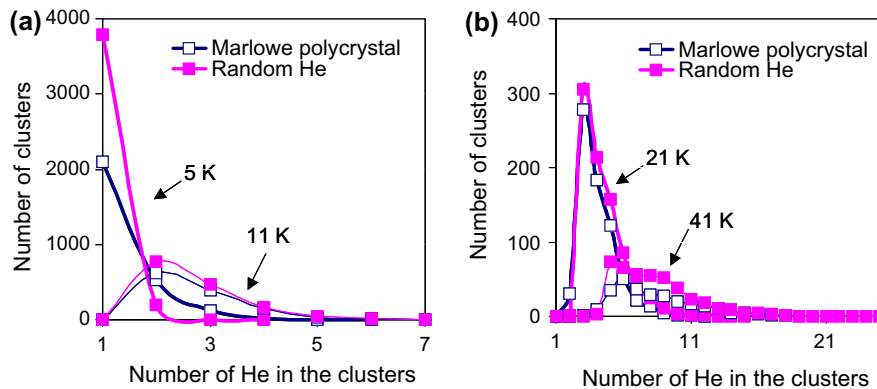 (a)
4000
3000
2000
1000
0
Number of clusters
Marlowe polycrystal
Random He
5 K
11 K
1
3
5
7
Number of He in the clusters
(b)
400
300
200
100
0
Number of clusters
Marlowe polycrystal
Random He
21 K
41 K
1
11
21
Number of He in the clusters